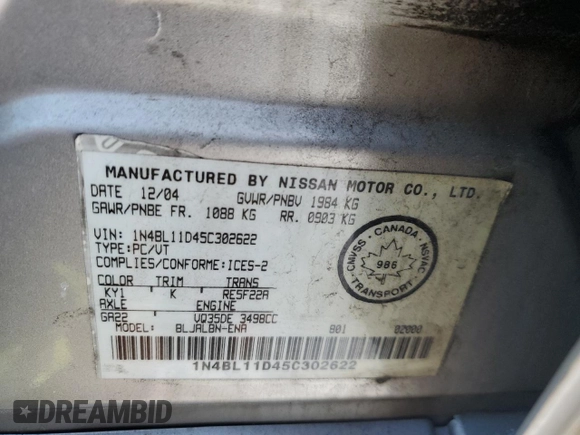 MANUFACTURED BY NISSAN MOTOR CO., LTD.
DATE 12/04 GVWR/PNBV 1984 KG
GAWR/PNBE FR. 1088 KG RR. 0903 KG
VIN: 1N4BL11D45C302622
TYPE:PC/VT
COMPLIES/CONFORME:ICES-2
COLOR TRIM TRANS
KY1 K RE5F22A
AXLE ENGINE
GA22 VQ35DE 3498CC
MODEL: BLJALBN-ENA 801 02000
1N4BL11D45C302622
CMVSS - CANADA - NSVAC
986
TRANSPORT
DREAMBID